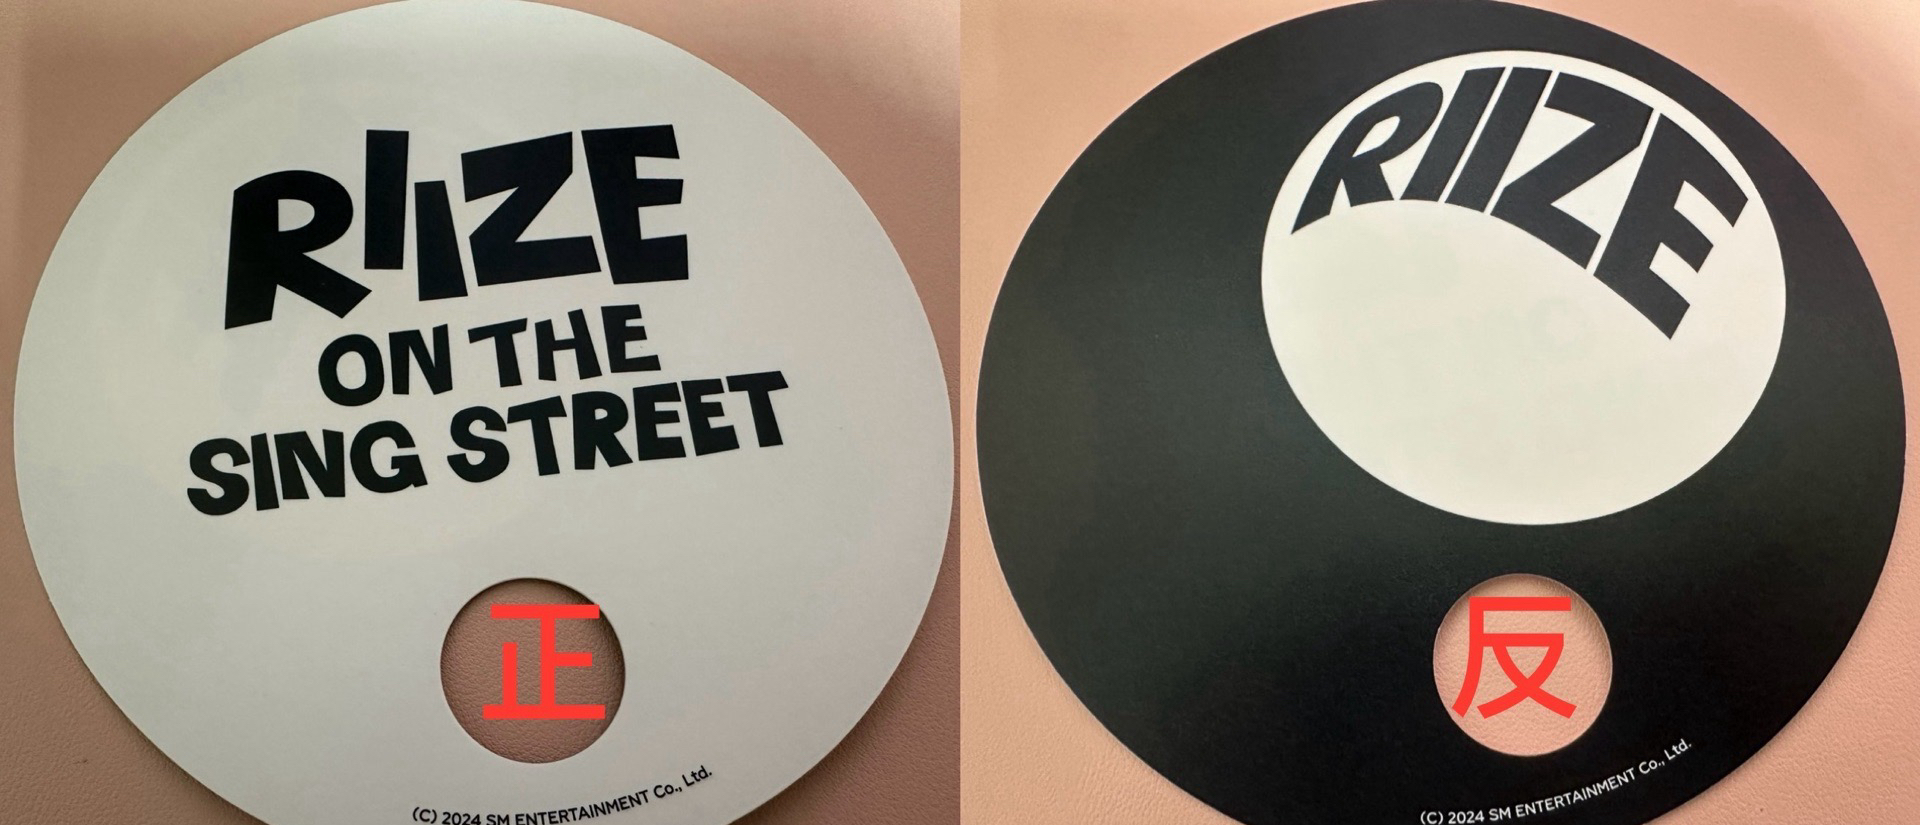 RIIZE
ON THE
SING STREET
正
(C) 2024 SM ENTERTAINMENT Co., Ltd.
RIIZE
反
(C) 2024 SM ENTERTAINMENT Co., Ltd.